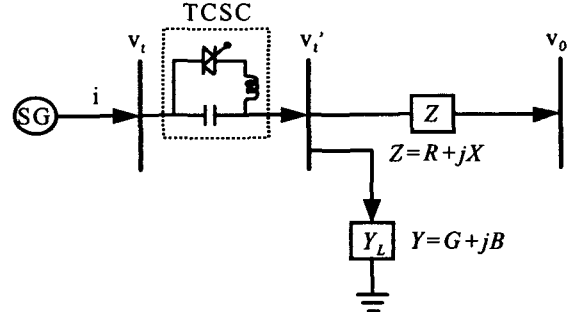 TCSC
v_t
v_t'
v_0
SG
i
Z
Z=R+jX
Y_L
Y=G+jB